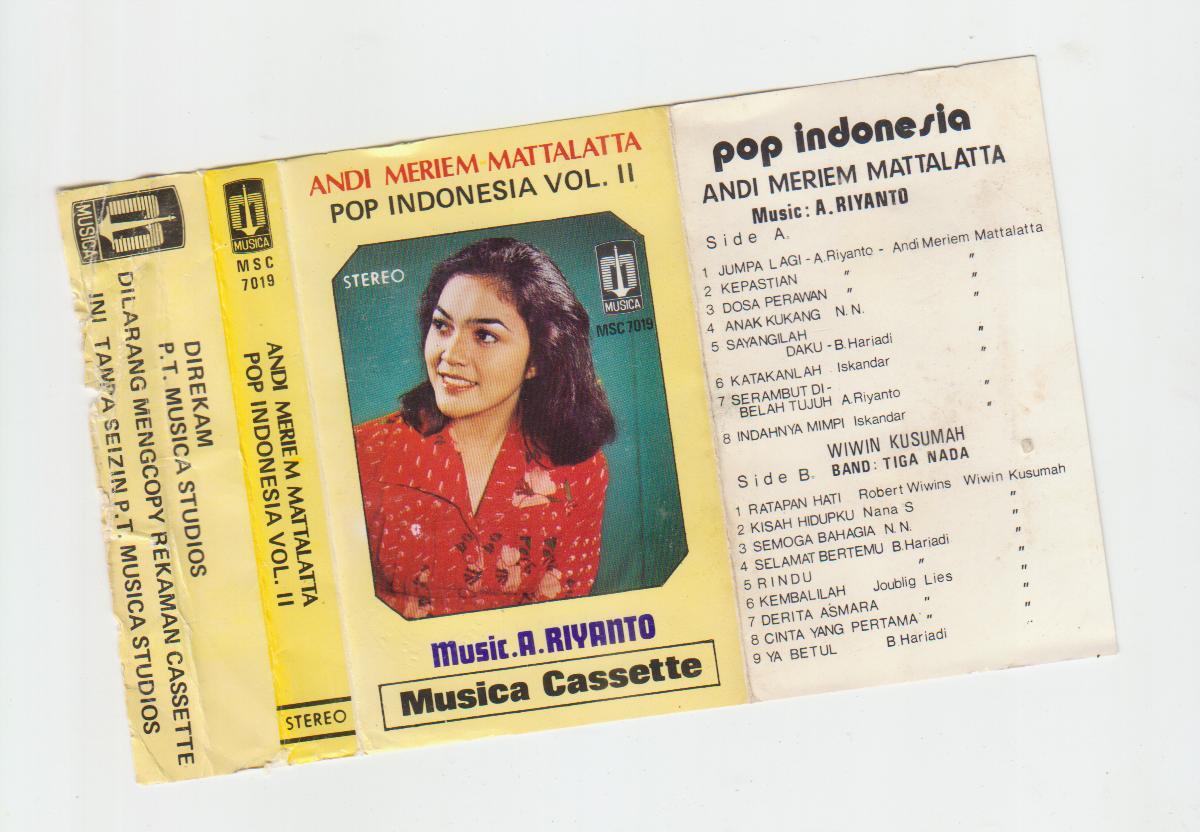 MUSICA
DIREKAM
P.T. MUSICA STUDIOS
DILARANG MENGCOPY REKAMAN CASSETTE
INI TANPA SEIZIN P.T. MUSICA STUDIOS
MUSICA
MSC
7019
ANDI MERIEM MATTALATTA
POP INDONESIA VOL. II
STEREO
ANDI MERIEM MATTALATTA
POP INDONESIA VOL. II
STEREO
MUSICA
MSC 7019
Music.A.RIYANTO
Musica Cassette
pop indonesia
ANDI MERIEM MATTALATTA
Music: A. RIYANTO
Side A.
1 JUMPA LAGI - A.Riyanto - Andi Meriem Mattalatta
2 KEPASTIAN " "
3 DOSA PERAWAN " "
4 ANAK KUKANG N.N. "
5 SAYANGILAH
DAKU - B.Hariadi "
6 KATAKANLAH Iskandar "
7 SERAMBUT DI-
BELAH TUJUH A.Riyanto "
8 INDAHNYA MIMPI Iskandar "
WIWIN KUSUMAH
Side B. BAND: TIGA NADA
1 RATAPAN HATI Robert Wiwins Wiwin Kusumah
2 KISAH HIDUPKU Nana S "
3 SEMOGA BAHAGIA N.N. "
4 SELAMAT BERTEMU B.Hariadi "
5 RINDU " "
6 KEMBALILAH Joublig Lies "
7 DERITA ASMARA " "
8 CINTA YANG PERTAMA " "
9 YA BETUL B.Hariadi